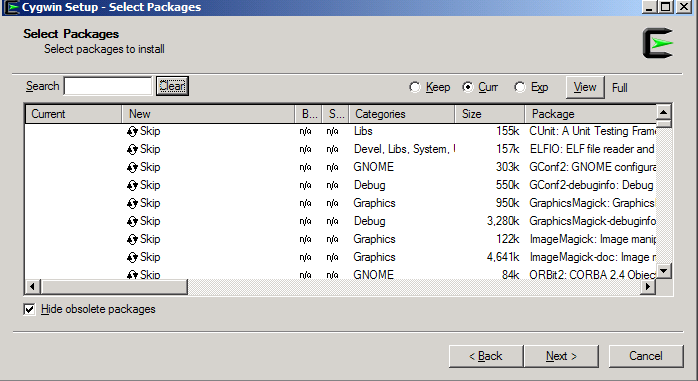 Cygwin Setup - Select Packages
Select Packages
Select packages to install
Search Clear Keep Curr Exp View Full
Current New B... S... Categories Size Package
Skip n/a n/a Libs 155k CUnit: A Unit Testing Frame
Skip n/a n/a Devel, Libs, System, 157k ELFIO: ELF file reader and
Skip n/a n/a GNOME 303k GConf2: GNOME configura
Skip n/a n/a Debug 550k GConf2-debuginfo: Debug
Skip n/a n/a Graphics 950k GraphicsMagick: Graphics
Skip n/a n/a Debug 3,280k GraphicsMagick-debuginfo
Skip n/a n/a Graphics 122k ImageMagick: Image manip
Skip n/a n/a Graphics 4,641k ImageMagick-doc: Image
Skip n/a n/a GNOME 84k ORBit2: CORBA 2.4 Objec
Hide obsolete packages
< Back Next > Cancel